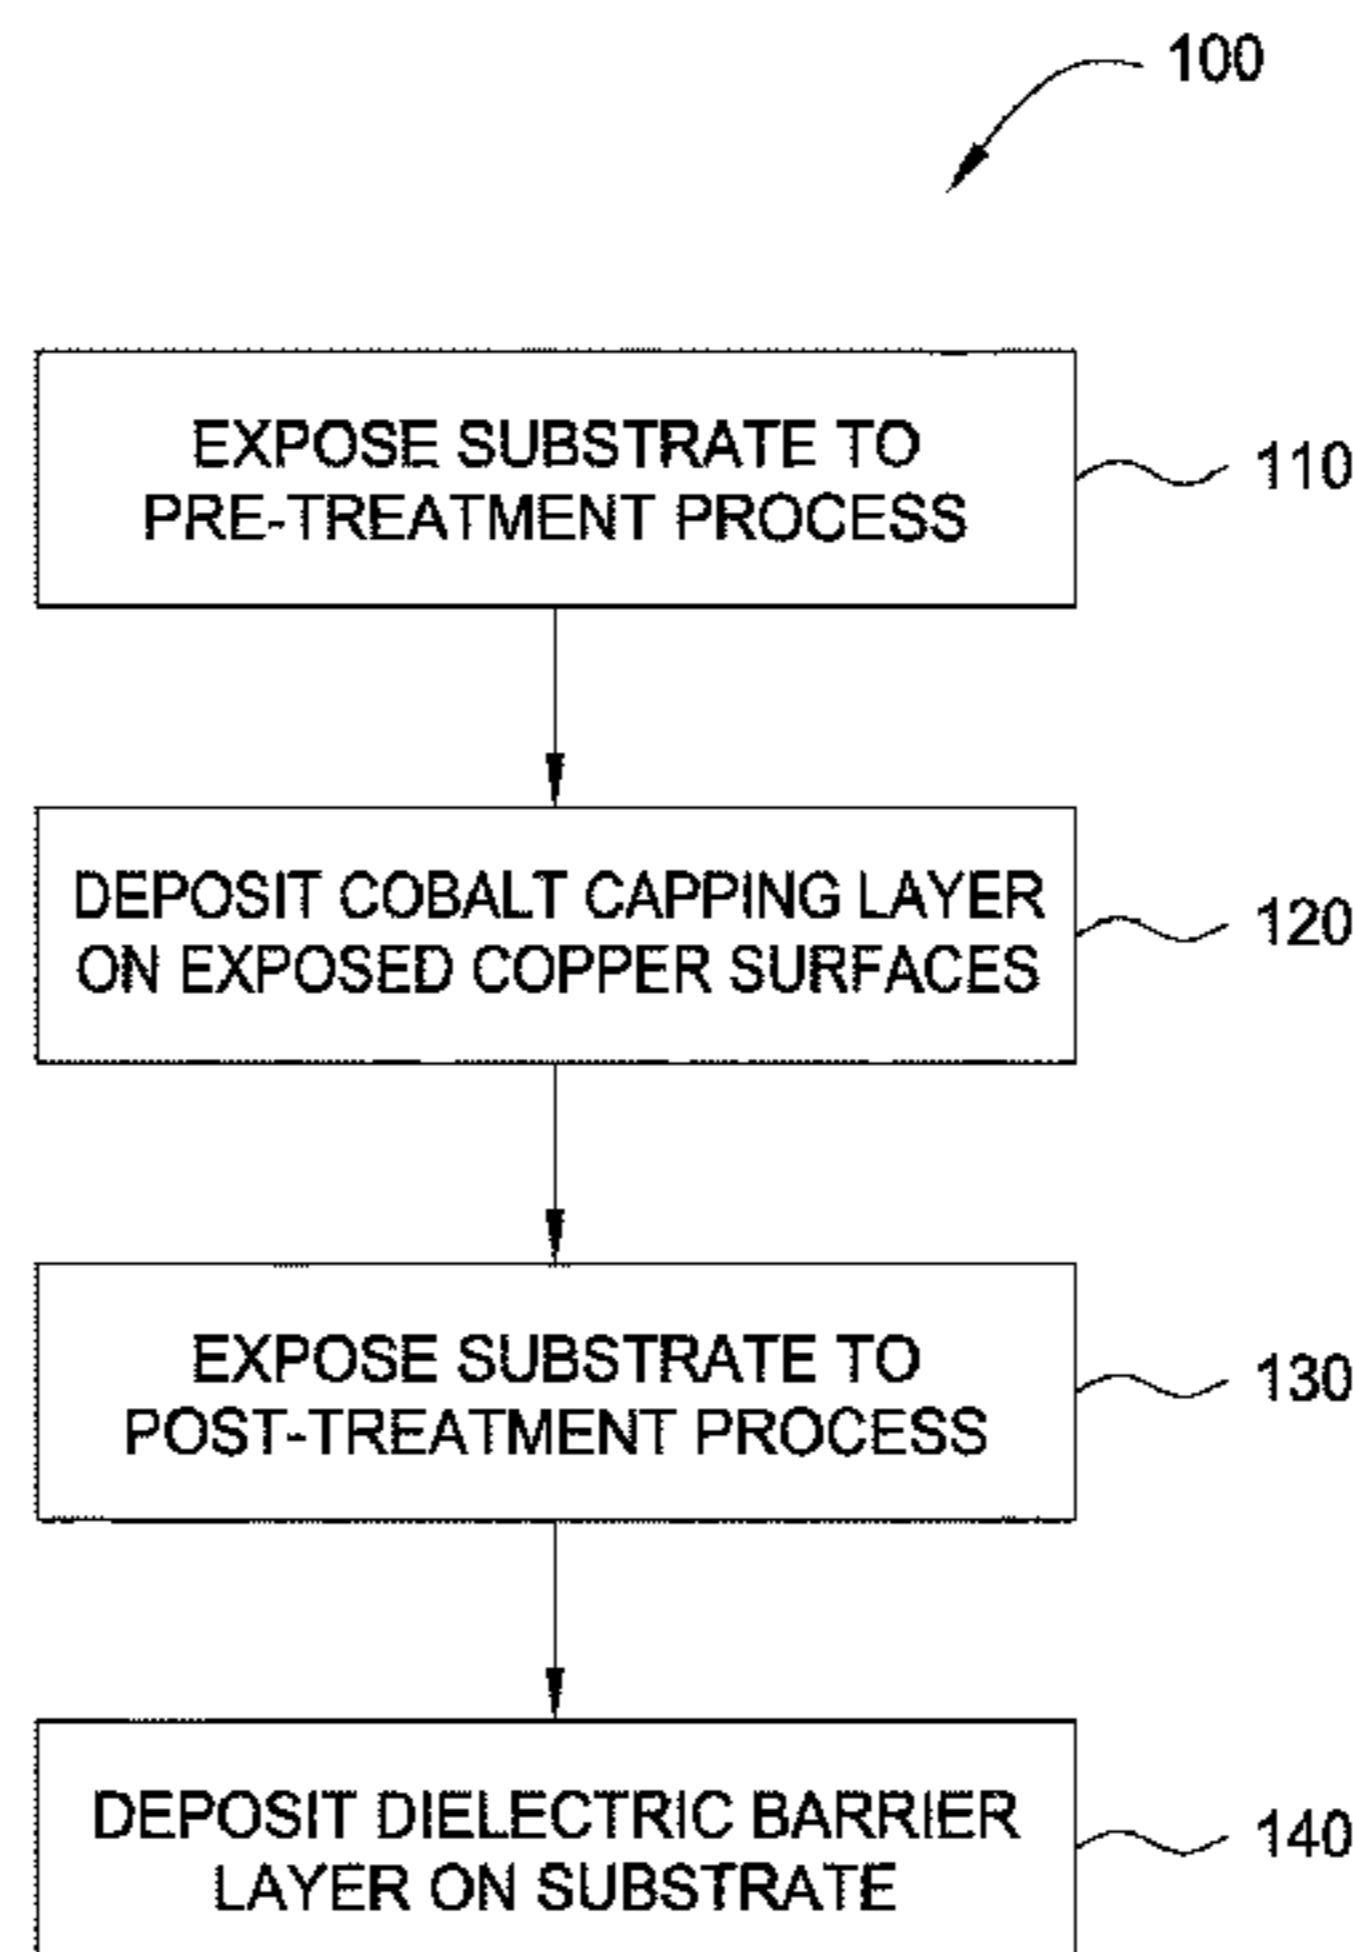 100
EXPOSE SUBSTRATE TO
PRE-TREATMENT PROCESS
110
DEPOSIT COBALT CAPPING LAYER
ON EXPOSED COPPER SURFACES
120
EXPOSE SUBSTRATE TO
POST-TREATMENT PROCESS
130
DEPOSIT DIELECTRIC BARRIER
LAYER ON SUBSTRATE
140